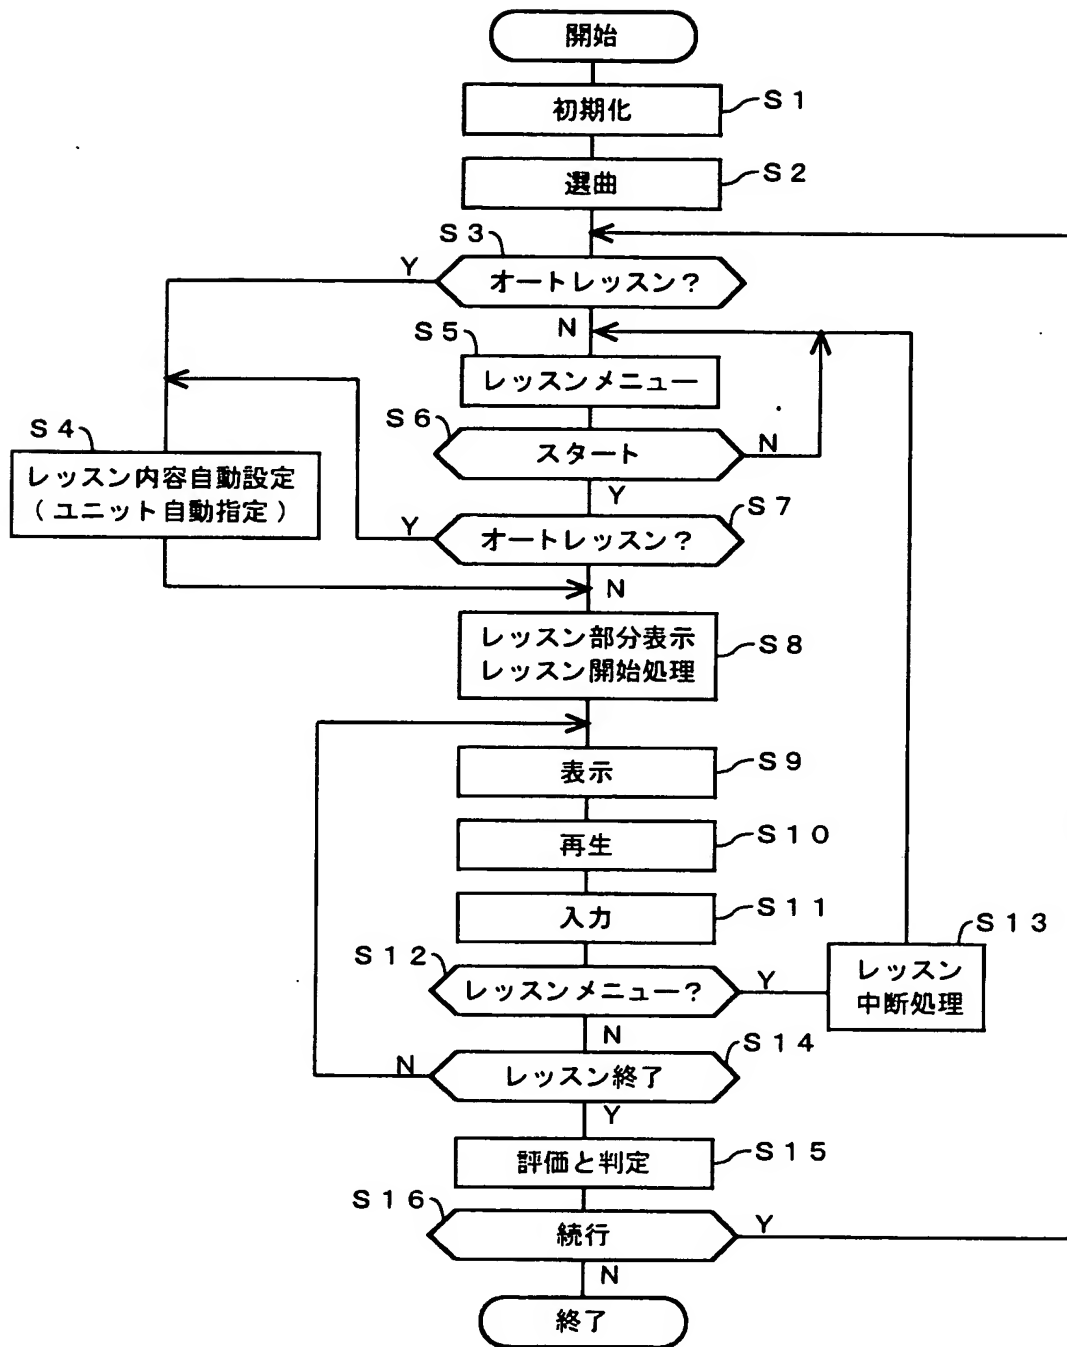 開始
初期化
S1
選曲
S2
S3
オートレッスン?
Y
N
S5
レッスンメニュー
S6
スタート
N
Y
S4
レッスン内容自動設定
(ユニット自動指定)
S7
オートレッスン?
Y
N
レッスン部分表示
レッスン開始処理
S8
表示
S9
再生
S10
入力
S11
S12
レッスンメニュー?
Y
N
S13
レッスン
中断処理
S14
レッスン終了
N
Y
評価と判定
S15
S16
続行
Y
N
終了